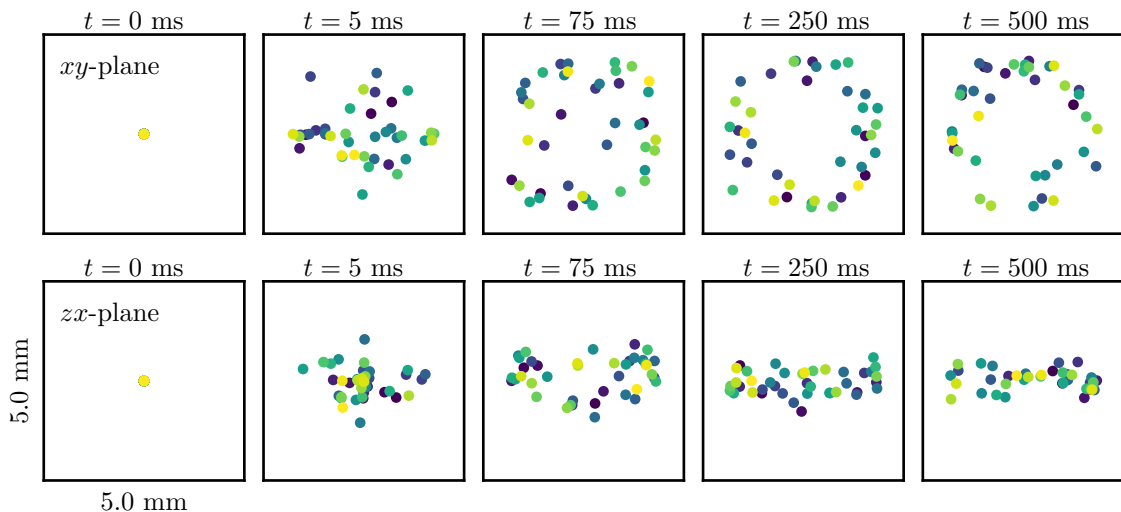 t = 0 ms
t = 5 ms
t = 75 ms
t = 250 ms
t = 500 ms
xy-plane
t = 0 ms
t = 5 ms
t = 75 ms
t = 250 ms
t = 500 ms
zx-plane
5.0 mm
5.0 mm